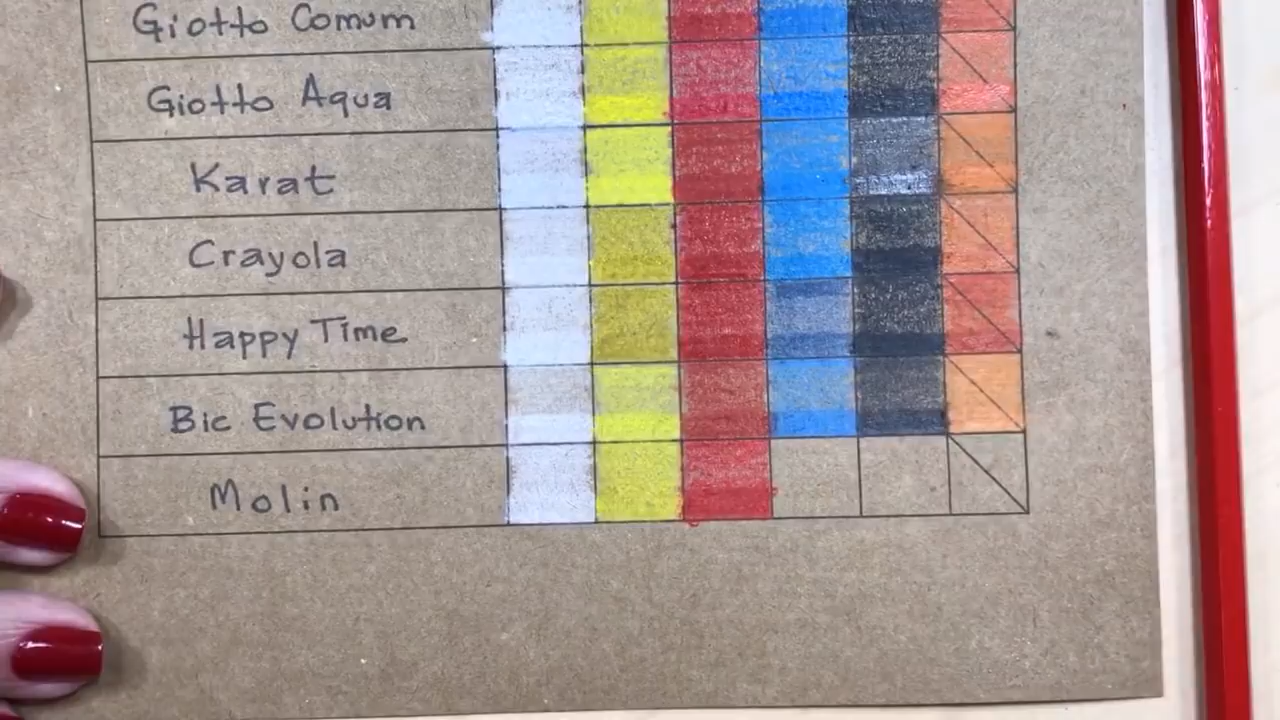 Giotto Comum
Giotto Aqua
Karat
Crayola
Happy Time
Bic Evolution
Molin